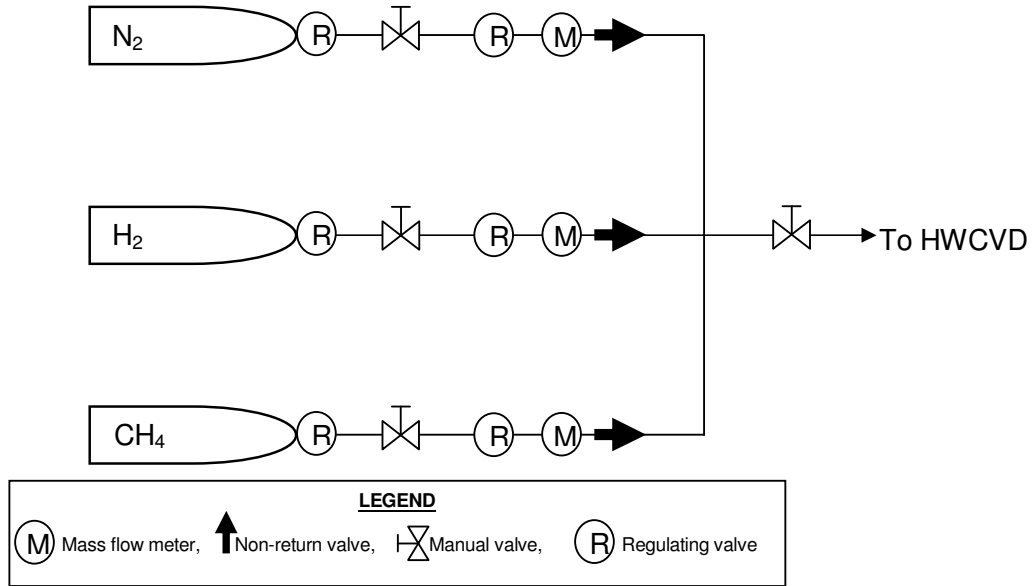 N₂ R R M
H₂ R R M To HWCVD
CH₄ R R M
LEGEND
M Mass flow meter, Non-return valve, Manual valve, R Regulating valve